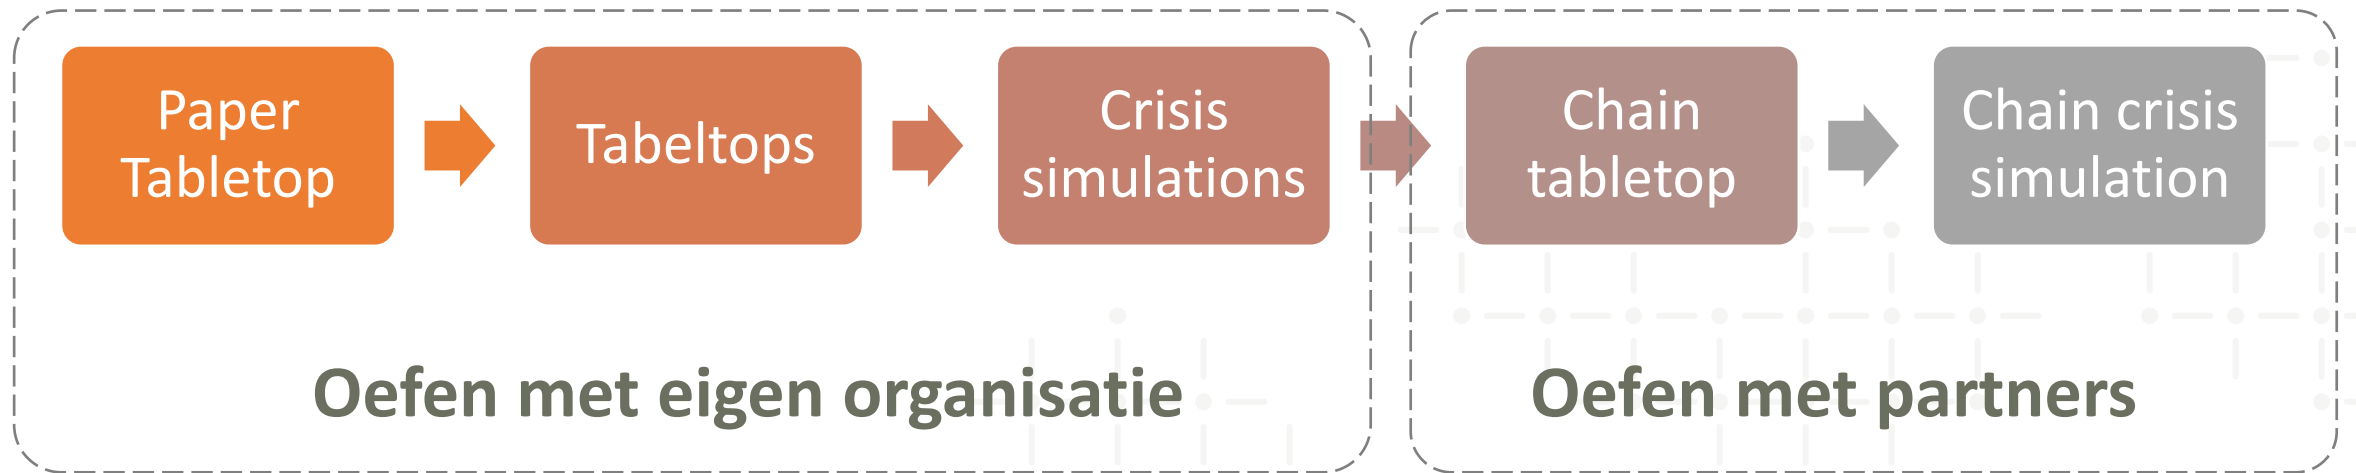 Paper
Tabletop
Tabeltops
Crisis
simulations
Chain
tabletop
Chain crisis
simulation
Oefen met eigen organisatie
Oefen met partners